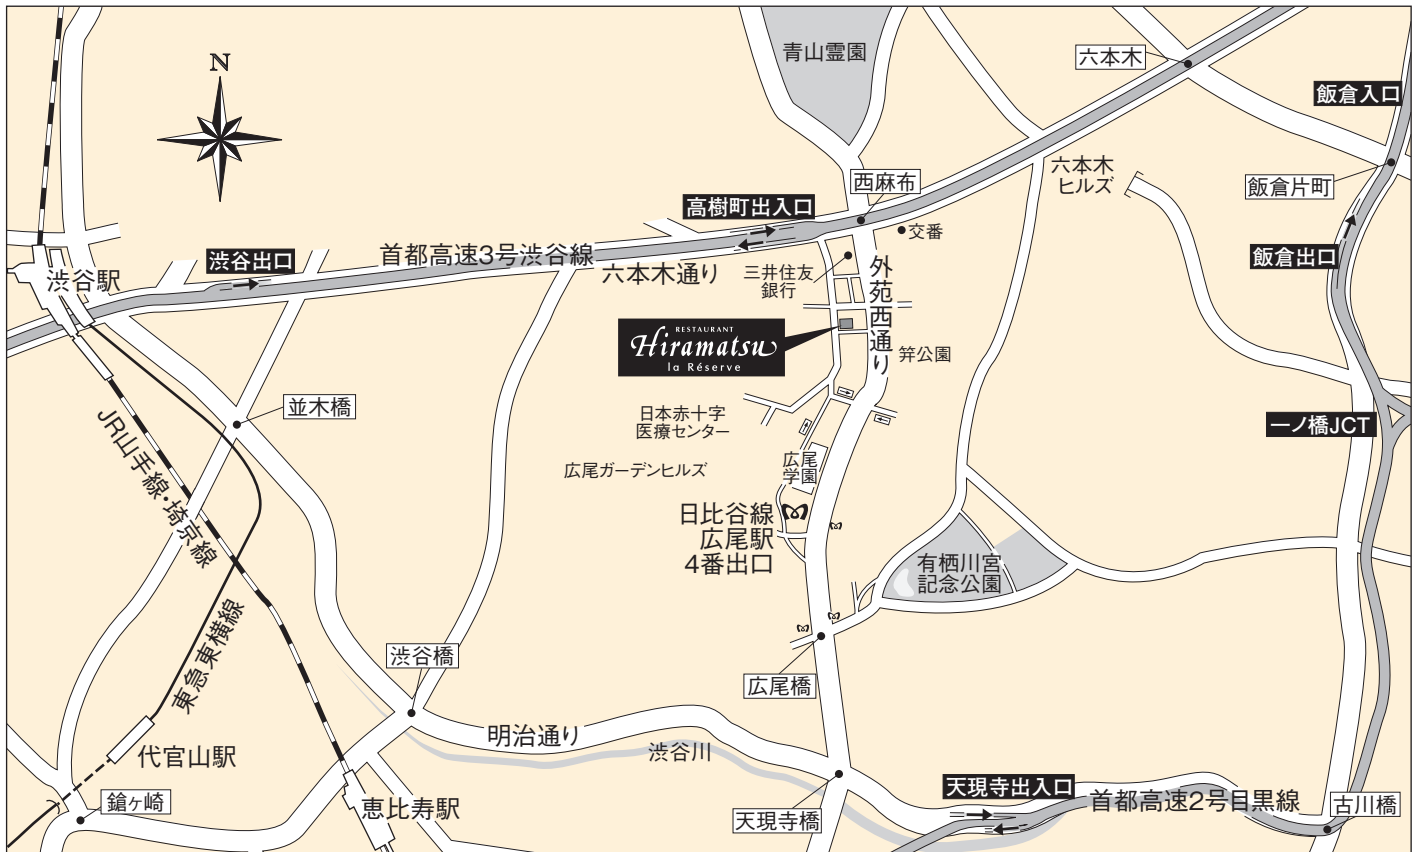 N
青山霊園
六本木
飯倉入口
六本木
ヒルズ
飯倉片町
西麻布
高樹町出入口
交番
渋谷出口
首都高速3号渋谷線
六本木通り
飯倉出口
渋谷駅
三井住友
銀行
外苑西通り
RESTAURANT
Hiramatsu
la Réserve
笄公園
並木橋
日本赤十字
医療センター
一ノ橋JCT
JR山手線・埼京線
広尾ガーデンヒルズ
広尾
学園
日比谷線
広尾駅
4番出口
有栖川宮
記念公園
東急東横線
渋谷橋
広尾橋
明治通り
渋谷川
代官山駅
天現寺出入口
首都高速2号目黒線
鎗ヶ崎
恵比寿駅
天現寺橋
古川橋